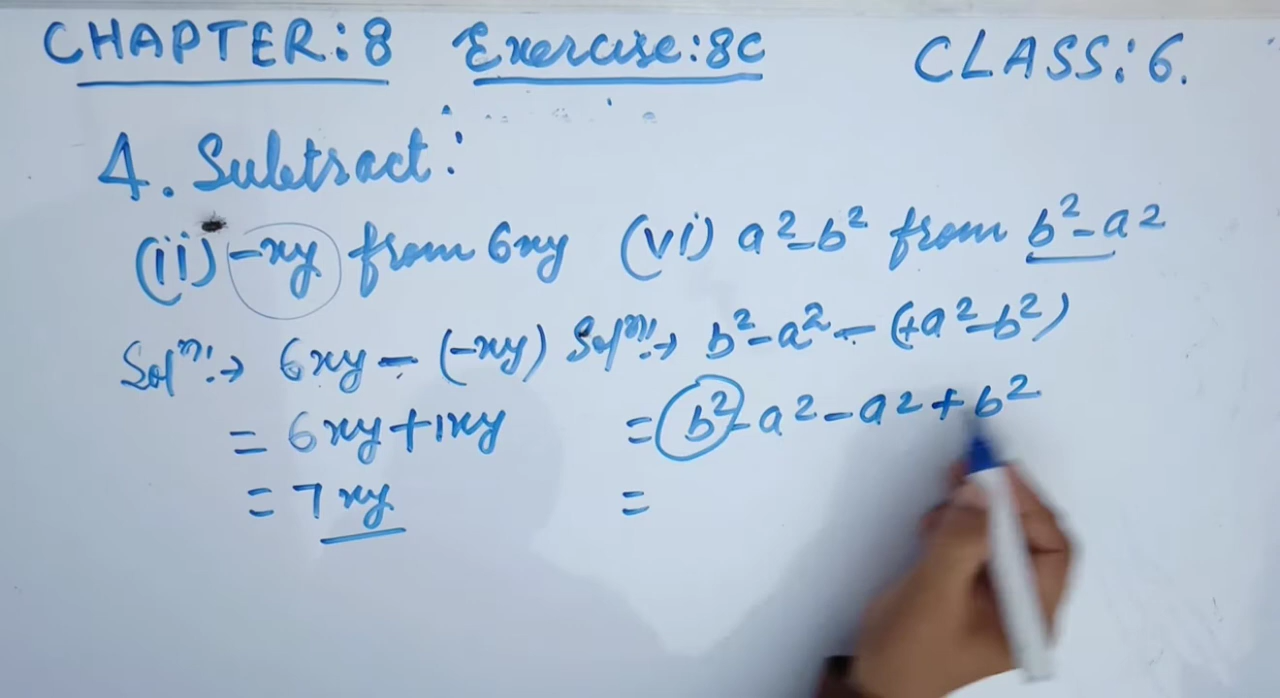 CHAPTER:8 Exercise:8C CLASS:6.
4. Subtract:
(ii) -xy from 6xy (vi) a²-b² from b²-a²
Solⁿ:→ 6xy - (-xy) Solⁿ:→ b²-a² - (+a²-b²)
= 6xy+1xy = b²-a²-a²+b²
= 7xy =